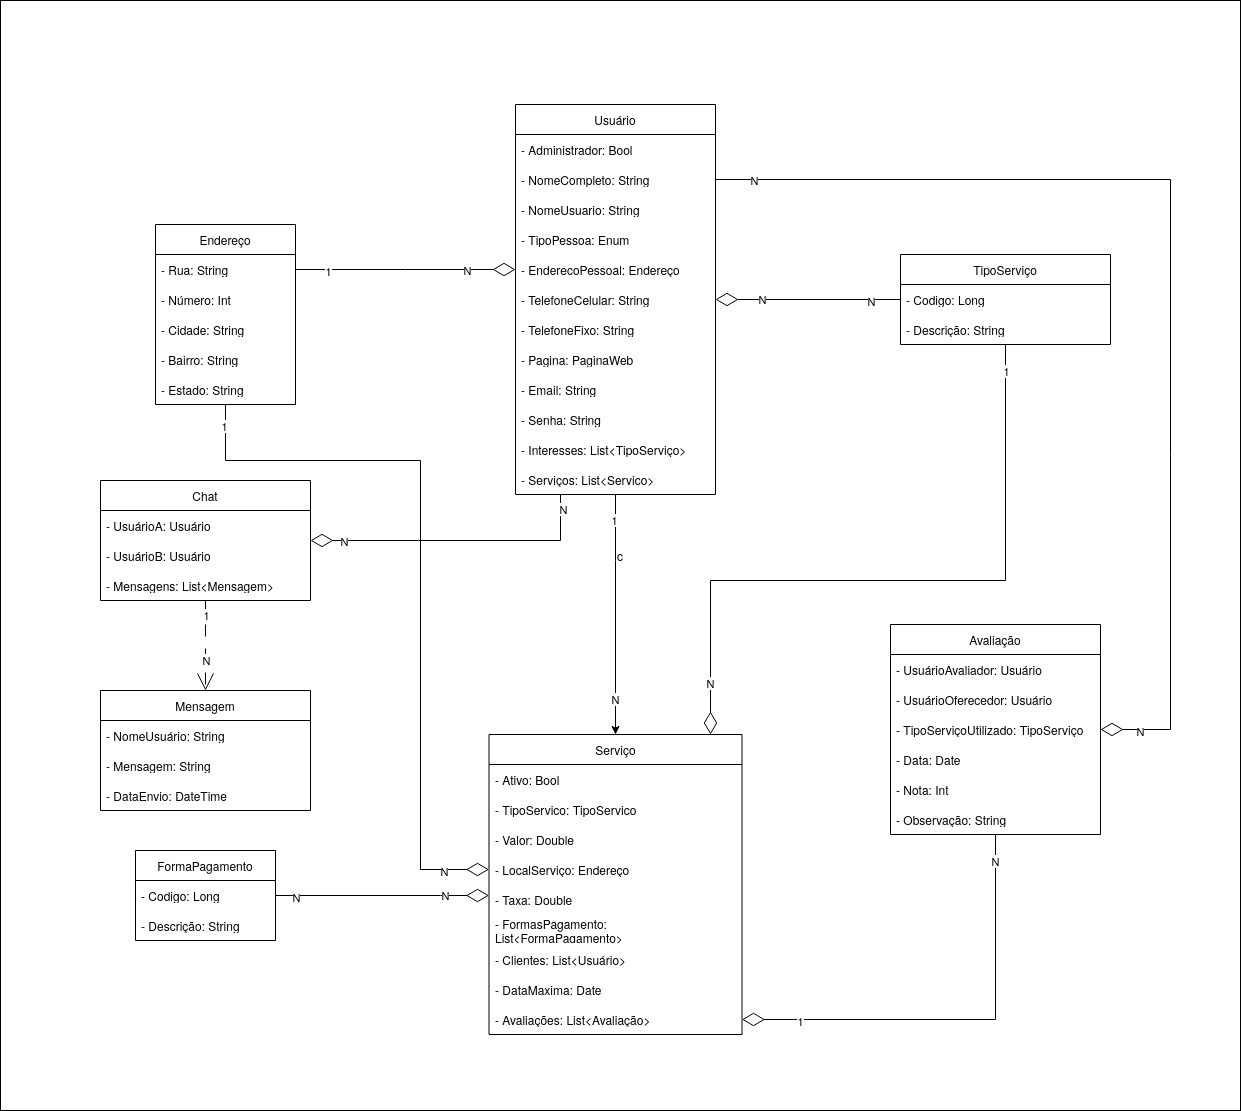 Usuário
- Administrador: Bool
- NomeCompleto: String
- NomeUsuario: String
- TipoPessoa: Enum
- EnderecoPessoal: Endereço
- TelefoneCelular: String
- TelefoneFixo: String
- Pagina: PaginaWeb
- Email: String
- Senha: String
- Interesses: List<TipoServiço>
- Serviços: List<Servico>
N
Endereço
- Rua: String
- Número: Int
- Cidade: String
- Bairro: String
- Estado: String
1
N
TipoServiço
- Codigo: Long
- Descrição: String
N
N
1
1
Chat
- UsuárioA: Usuário
- UsuárioB: Usuário
- Mensagens: List<Mensagem>
N
N
1
c
1
N
Mensagem
- NomeUsuário: String
- Mensagem: String
- DataEnvio: DateTime
N
N
Avaliação
- UsuárioAvaliador: Usuário
- UsuárioOferecedor: Usuário
- TipoServiçoUtilizado: TipoServiço
- Data: Date
- Nota: Int
- Observação: String
N
N
Serviço
- Ativo: Bool
- TipoServico: TipoServico
- Valor: Double
- LocalServiço: Endereço
- Taxa: Double
- FormasPagamento:
List<FormaPagamento>
- Clientes: List<Usuário>
- DataMaxima: Date
- Avaliações: List<Avaliação>
N
FormaPagamento
- Codigo: Long
- Descrição: String
N
N
1